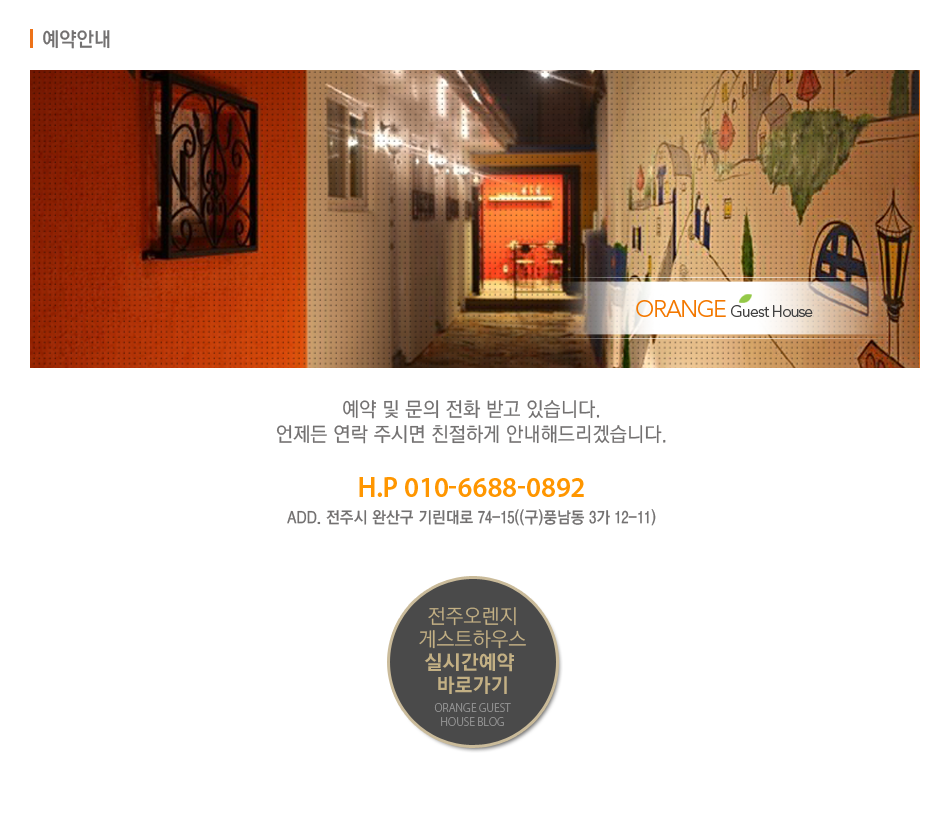 예약안내
ORANGE Guest House
예약 및 문의 전화 받고 있습니다.
언제든 연락 주시면 친절하게 안내해드리겠습니다.
H.P 010-6688-0892
ADD. 전주시 완산구 기린대로 74-15((구)풍남동 3가 12-11)
전주오렌지
게스트하우스
실시간예약
바로가기
ORANGE GUEST
HOUSE BLOG